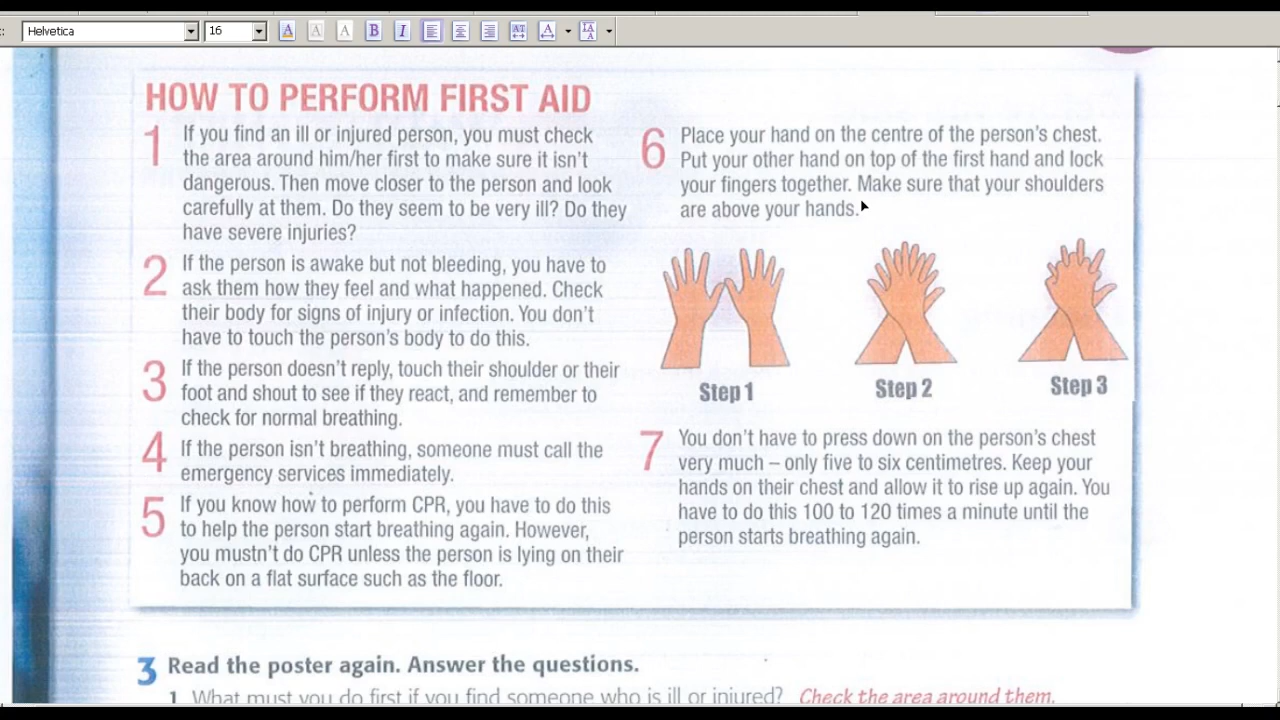 Helvetica
16
HOW TO PERFORM FIRST AID
1
If you find an ill or injured person, you must check
the area around him/her first to make sure it isn't
dangerous. Then move closer to the person and look
carefully at them. Do they seem to be very ill? Do they
have severe injuries?
2
If the person is awake but not bleeding, you have to
ask them how they feel and what happened. Check
their body for signs of injury or infection. You don't
have to touch the person's body to do this.
3
If the person doesn't reply, touch their shoulder or their
foot and shout to see if they react, and remember to
check for normal breathing.
4
If the person isn't breathing, someone must call the
emergency services immediately.
5
If you know how to perform CPR, you have to do this
to help the person start breathing again. However,
you mustn't do CPR unless the person is lying on their
back on a flat surface such as the floor.
6
Place your hand on the centre of the person's chest.
Put your other hand on top of the first hand and lock
your fingers together. Make sure that your shoulders
are above your hands.
Step 1
Step 2
Step 3
7
You don't have to press down on the person's chest
very much – only five to six centimetres. Keep your
hands on their chest and allow it to rise up again. You
have to do this 100 to 120 times a minute until the
person starts breathing again.
3 Read the poster again. Answer the questions.
1 What must you do first if you find someone who is ill or injured? Check the area around them.